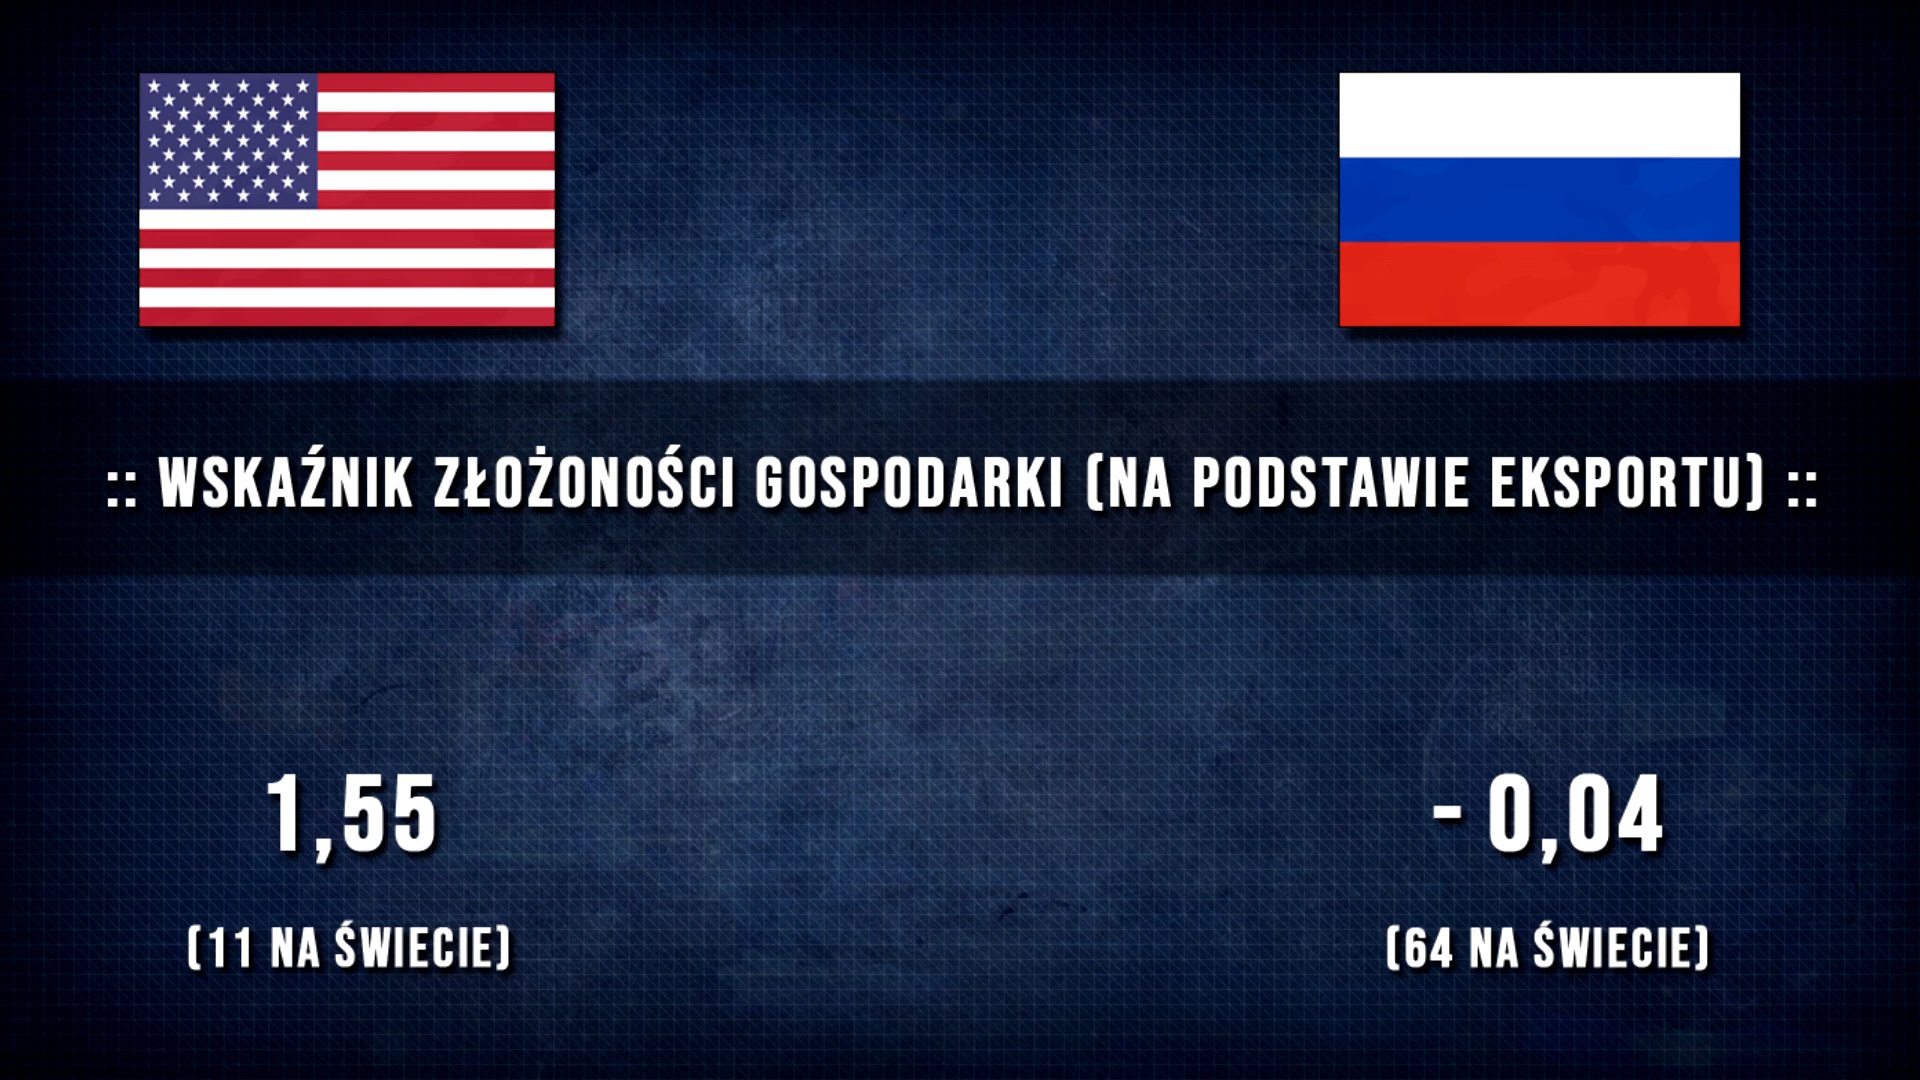 :: WSKAŹNIK ZŁOŻONOŚCI GOSPODARKI (NA PODSTAWIE EKSPORTU) ::
1,55
- 0,04
(11 NA ŚWIECIE)
(64 NA ŚWIECIE)